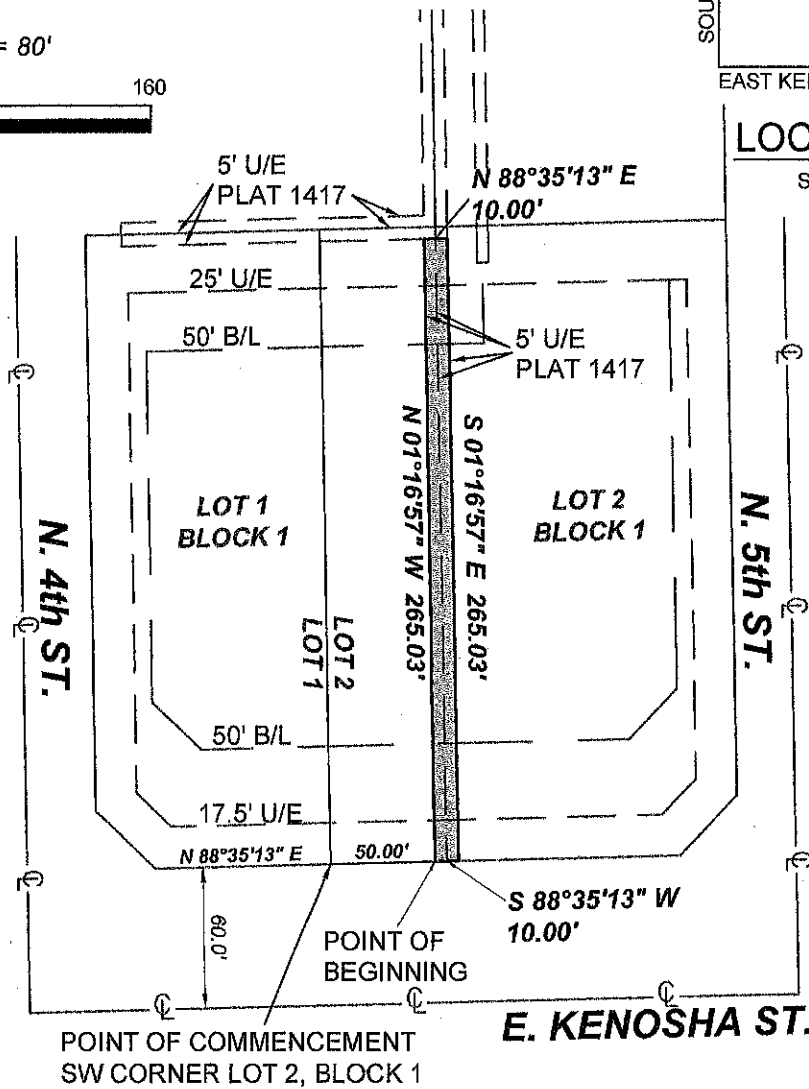 = 80'
160
SOU
EAST KE
LOC
S
5' U/E
PLAT 1417
N 88°35'13" E
10.00'
25' U/E
50' B/L
5' U/E
PLAT 1417
N 01°16'57" W 265.03'
S 01°16'57" E 265.03'
LOT 1
BLOCK 1
LOT 2
BLOCK 1
N. 4th ST.
N. 5th ST.
LOT 2
LOT 1
50' B/L
17.5' U/E
N 88°35'13" E 50.00'
S 88°35'13" W
10.00'
60.0'
POINT OF
BEGINNING
E. KENOSHA ST.
POINT OF COMMENCEMENT
SW CORNER LOT 2, BLOCK 1